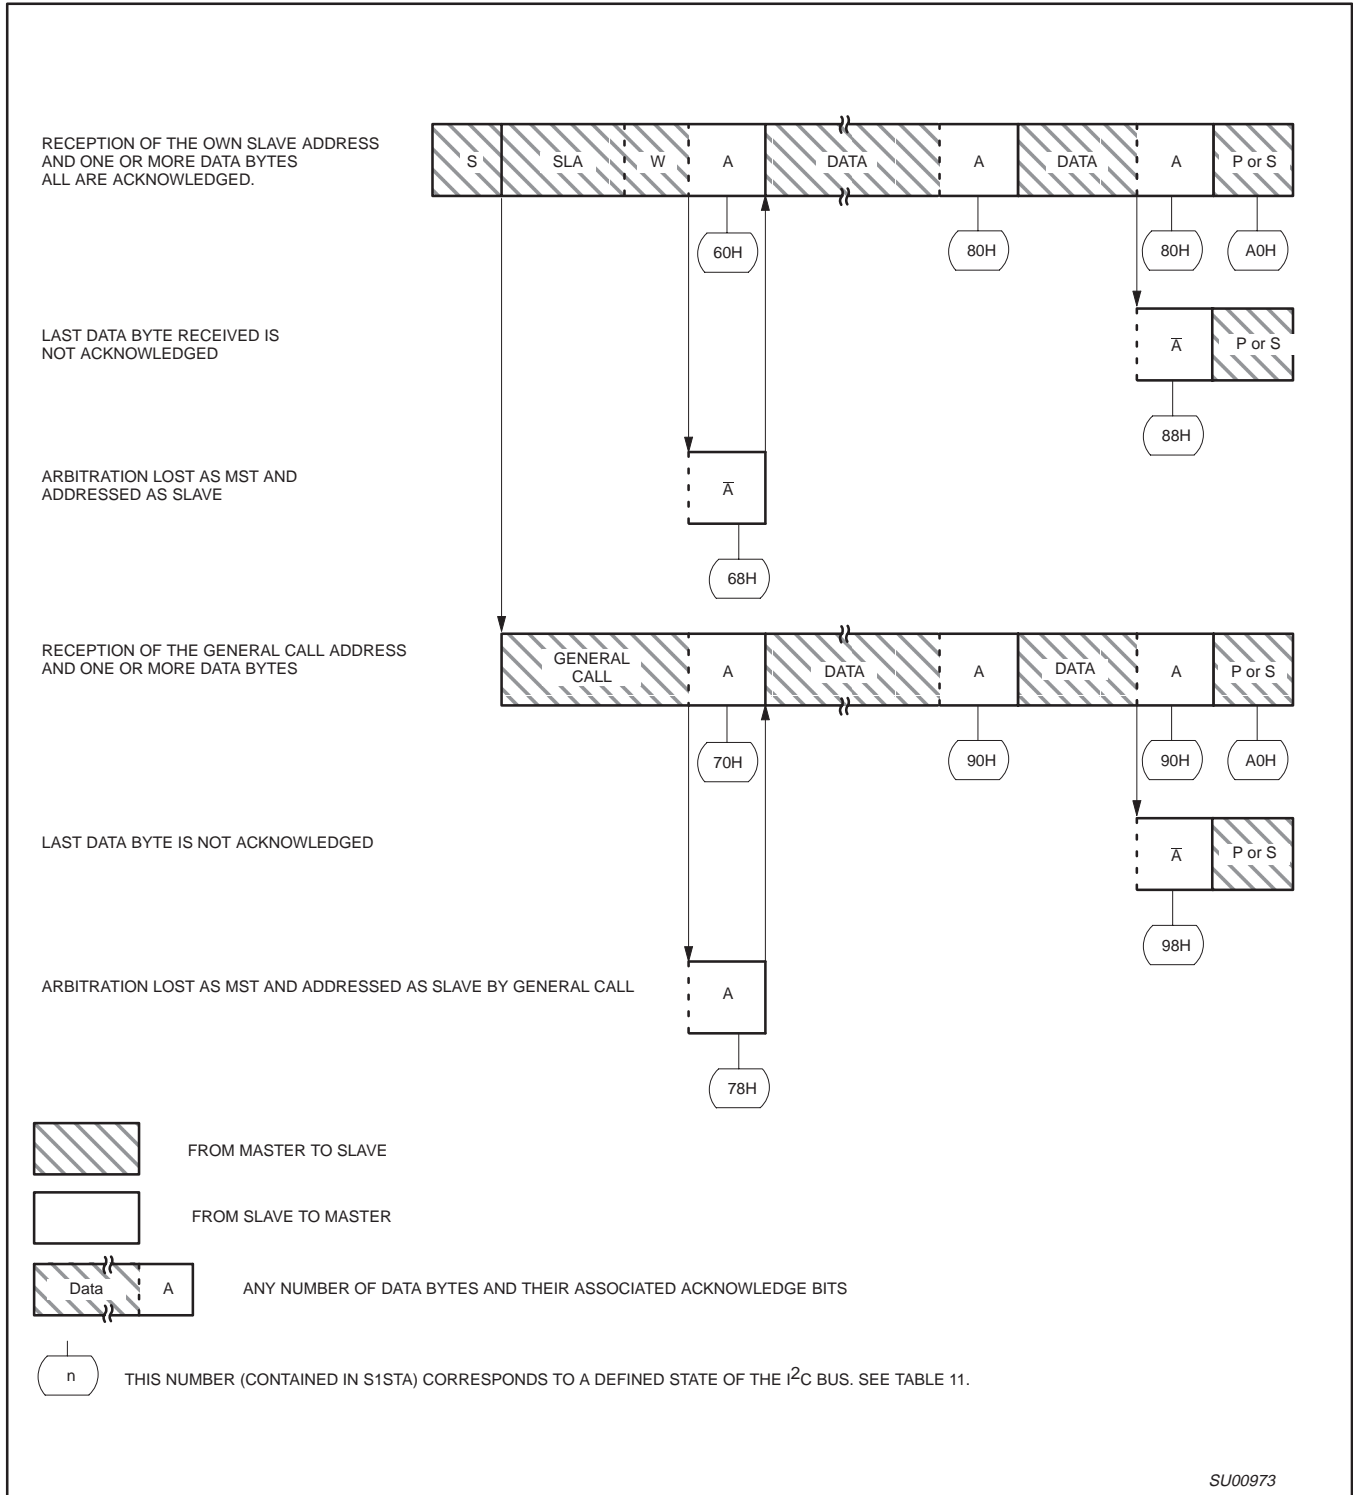 RECEPTION OF THE OWN SLAVE ADDRESS
AND ONE OR MORE DATA BYTES
ALL ARE ACKNOWLEDGED.
S SLA W A DATA A DATA A P or S
60H 80H 80H A0H
LAST DATA BYTE RECEIVED IS
NOT ACKNOWLEDGED
A̅ P or S
88H
ARBITRATION LOST AS MST AND
ADDRESSED AS SLAVE
A̅
68H
RECEPTION OF THE GENERAL CALL ADDRESS
AND ONE OR MORE DATA BYTES
GENERAL
CALL
A DATA A DATA A P or S
70H 90H 90H A0H
LAST DATA BYTE IS NOT ACKNOWLEDGED
A̅ P or S
98H
ARBITRATION LOST AS MST AND ADDRESSED AS SLAVE BY GENERAL CALL
A
78H
FROM MASTER TO SLAVE
FROM SLAVE TO MASTER
Data A
ANY NUMBER OF DATA BYTES AND THEIR ASSOCIATED ACKNOWLEDGE BITS
n
THIS NUMBER (CONTAINED IN S1STA) CORRESPONDS TO A DEFINED STATE OF THE I²C BUS. SEE TABLE 11.
SU00973